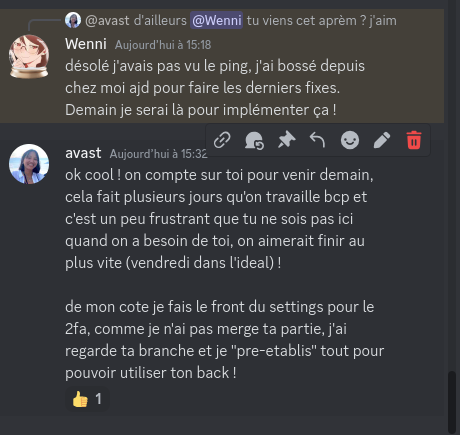 @avast d'ailleurs @Wenni tu viens cet aprèm ? j'aim
Wenni Aujourd'hui à 15:18
désolé j'avais pas vu le ping, j'ai bossé depuis
chez moi ajd pour faire les derniers fixes.
Demain je serai là pour implémenter ça !
avast Aujourd'hui à 15:32
ok cool ! on compte sur toi pour venir demain,
cela fait plusieurs jours qu'on travaille bcp et
c'est un peu frustrant que tu ne sois pas ici
quand on a besoin de toi, on aimerait finir au
plus vite (vendredi dans l'ideal) !
de mon cote je fais le front du settings pour le
2fa, comme je n'ai pas merge ta partie, j'ai
regarde ta branche et je "pre-etablis" tout pour
pouvoir utiliser ton back !
1